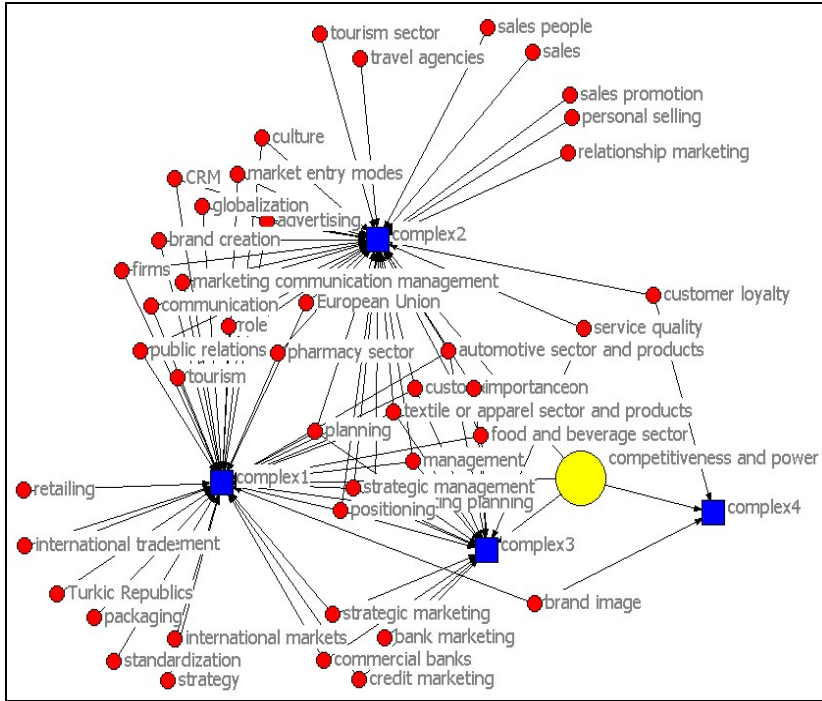 tourism sector
sales people
travel agencies
sales
sales promotion
personal selling
relationship marketing
culture
CRM
market entry modes
globalization
advertising
brand creation
complex2
firms
marketing communication management
customer loyalty
communication
European Union
role
service quality
public relations
pharmacy sector
automotive sector and products
tourism
importance
textile or apparel sector and products
planning
food and beverage sector
management
competitiveness and power
complex1
retailing
strategic management
positioning
planning
complex4
international trade
complex3
Turkic Republics
brand image
packaging
strategic marketing
international markets
bank marketing
standardization
commercial banks
strategy
credit marketing